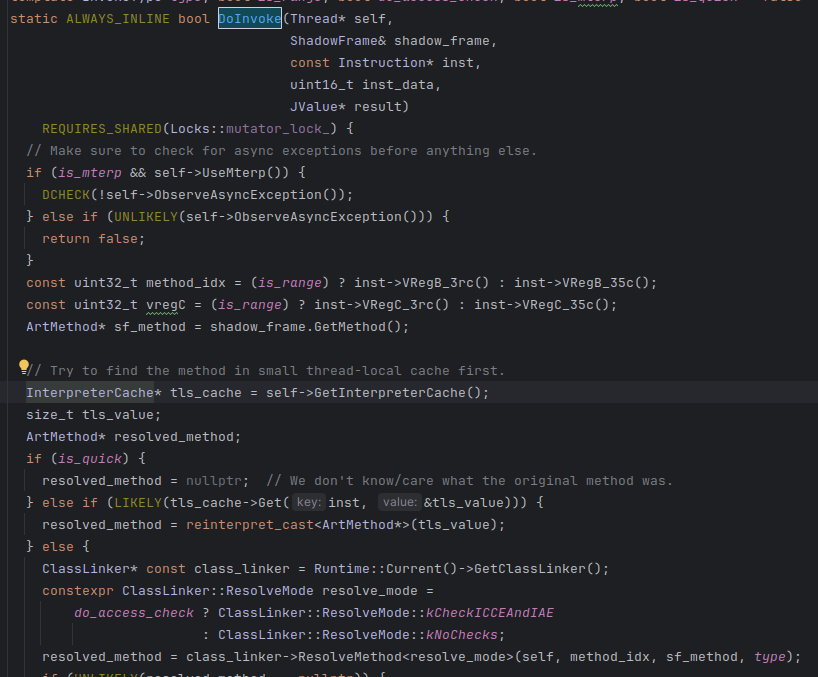 static ALWAYS_INLINE bool DoInvoke(Thread* self,
ShadowFrame& shadow_frame,
const Instruction* inst,
uint16_t inst_data,
JValue* result)
REQUIRES_SHARED(Locks::mutator_lock_) {
// Make sure to check for async exceptions before anything else.
if (is_mterp && self->UseMterp()) {
DCHECK(!self->ObserveAsyncException());
} else if (UNLIKELY(self->ObserveAsyncException())) {
return false;
}
const uint32_t method_idx = (is_range) ? inst->VRegB_3rc() : inst->VRegB_35c();
const uint32_t vregC = (is_range) ? inst->VRegC_3rc() : inst->VRegC_35c();
ArtMethod* sf_method = shadow_frame.GetMethod();
// Try to find the method in small thread-local cache first.
InterpreterCache* tls_cache = self->GetInterpreterCache();
size_t tls_value;
ArtMethod* resolved_method;
if (is_quick) {
resolved_method = nullptr;  // We don't know/care what the original method was.
} else if (LIKELY(tls_cache->Get( key: inst, value: &tls_value))) {
resolved_method = reinterpret_cast<ArtMethod*>(tls_value);
} else {
ClassLinker* const class_linker = Runtime::Current()->GetClassLinker();
constexpr ClassLinker::ResolveMode resolve_mode =
do_access_check ? ClassLinker::ResolveMode::kCheckICCEAndIAE
: ClassLinker::ResolveMode::kNoChecks;
resolved_method = class_linker->ResolveMethod<resolve_mode>(self, method_idx, sf_method, type);